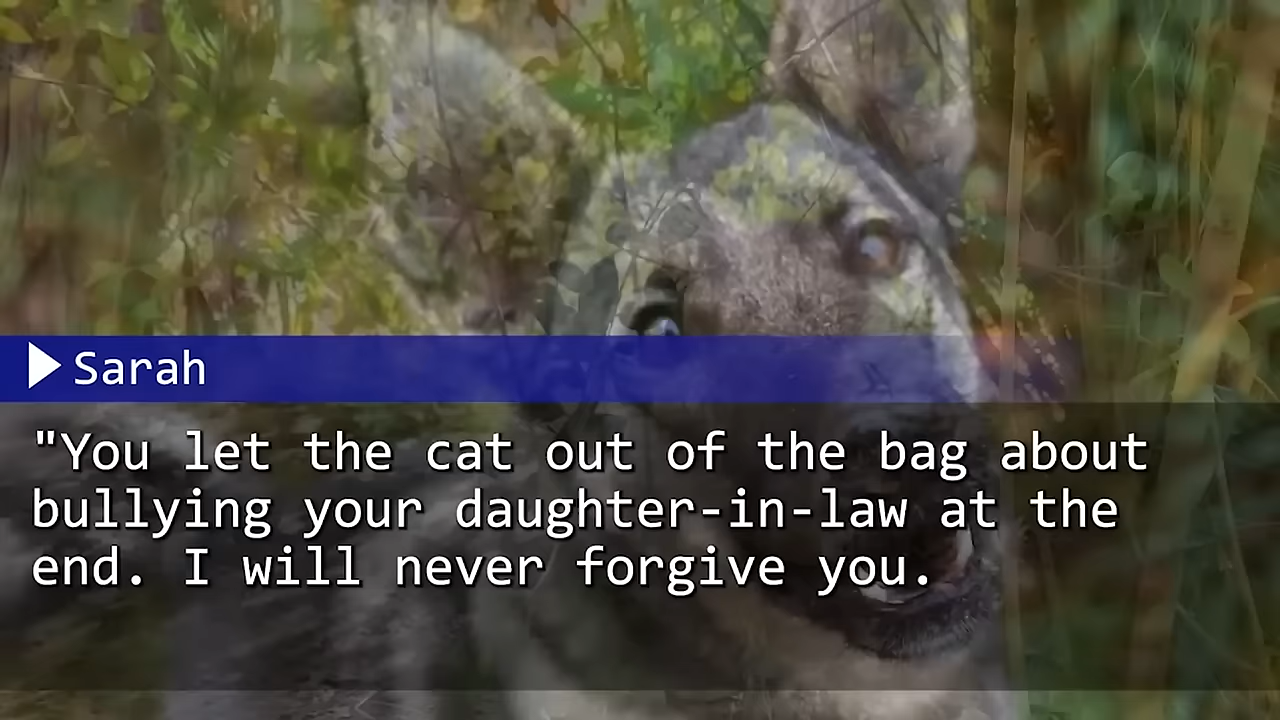 Sarah
"You let the cat out of the bag about
bullying your daughter-in-law at the
end. I will never forgive you.